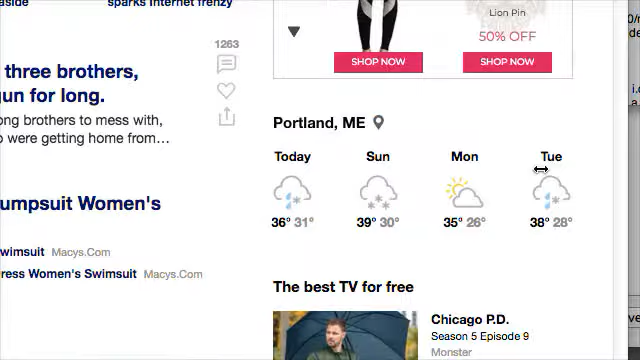 aside
sparks Internet frenzy
Lion Pin
50% OFF
SHOP NOW
SHOP NOW
1263
three brothers,
gun for long.
ong brothers to mess with,
o were getting home from...
Portland, ME
Today Sun Mon Tue
36° 31° 39° 30° 35° 26° 38° 28°
umpsuit Women's
wimsuit Macys.Com
ress Women's Swimsuit Macys.Com
The best TV for free
Chicago P.D.
Season 5 Episode 9
Monster